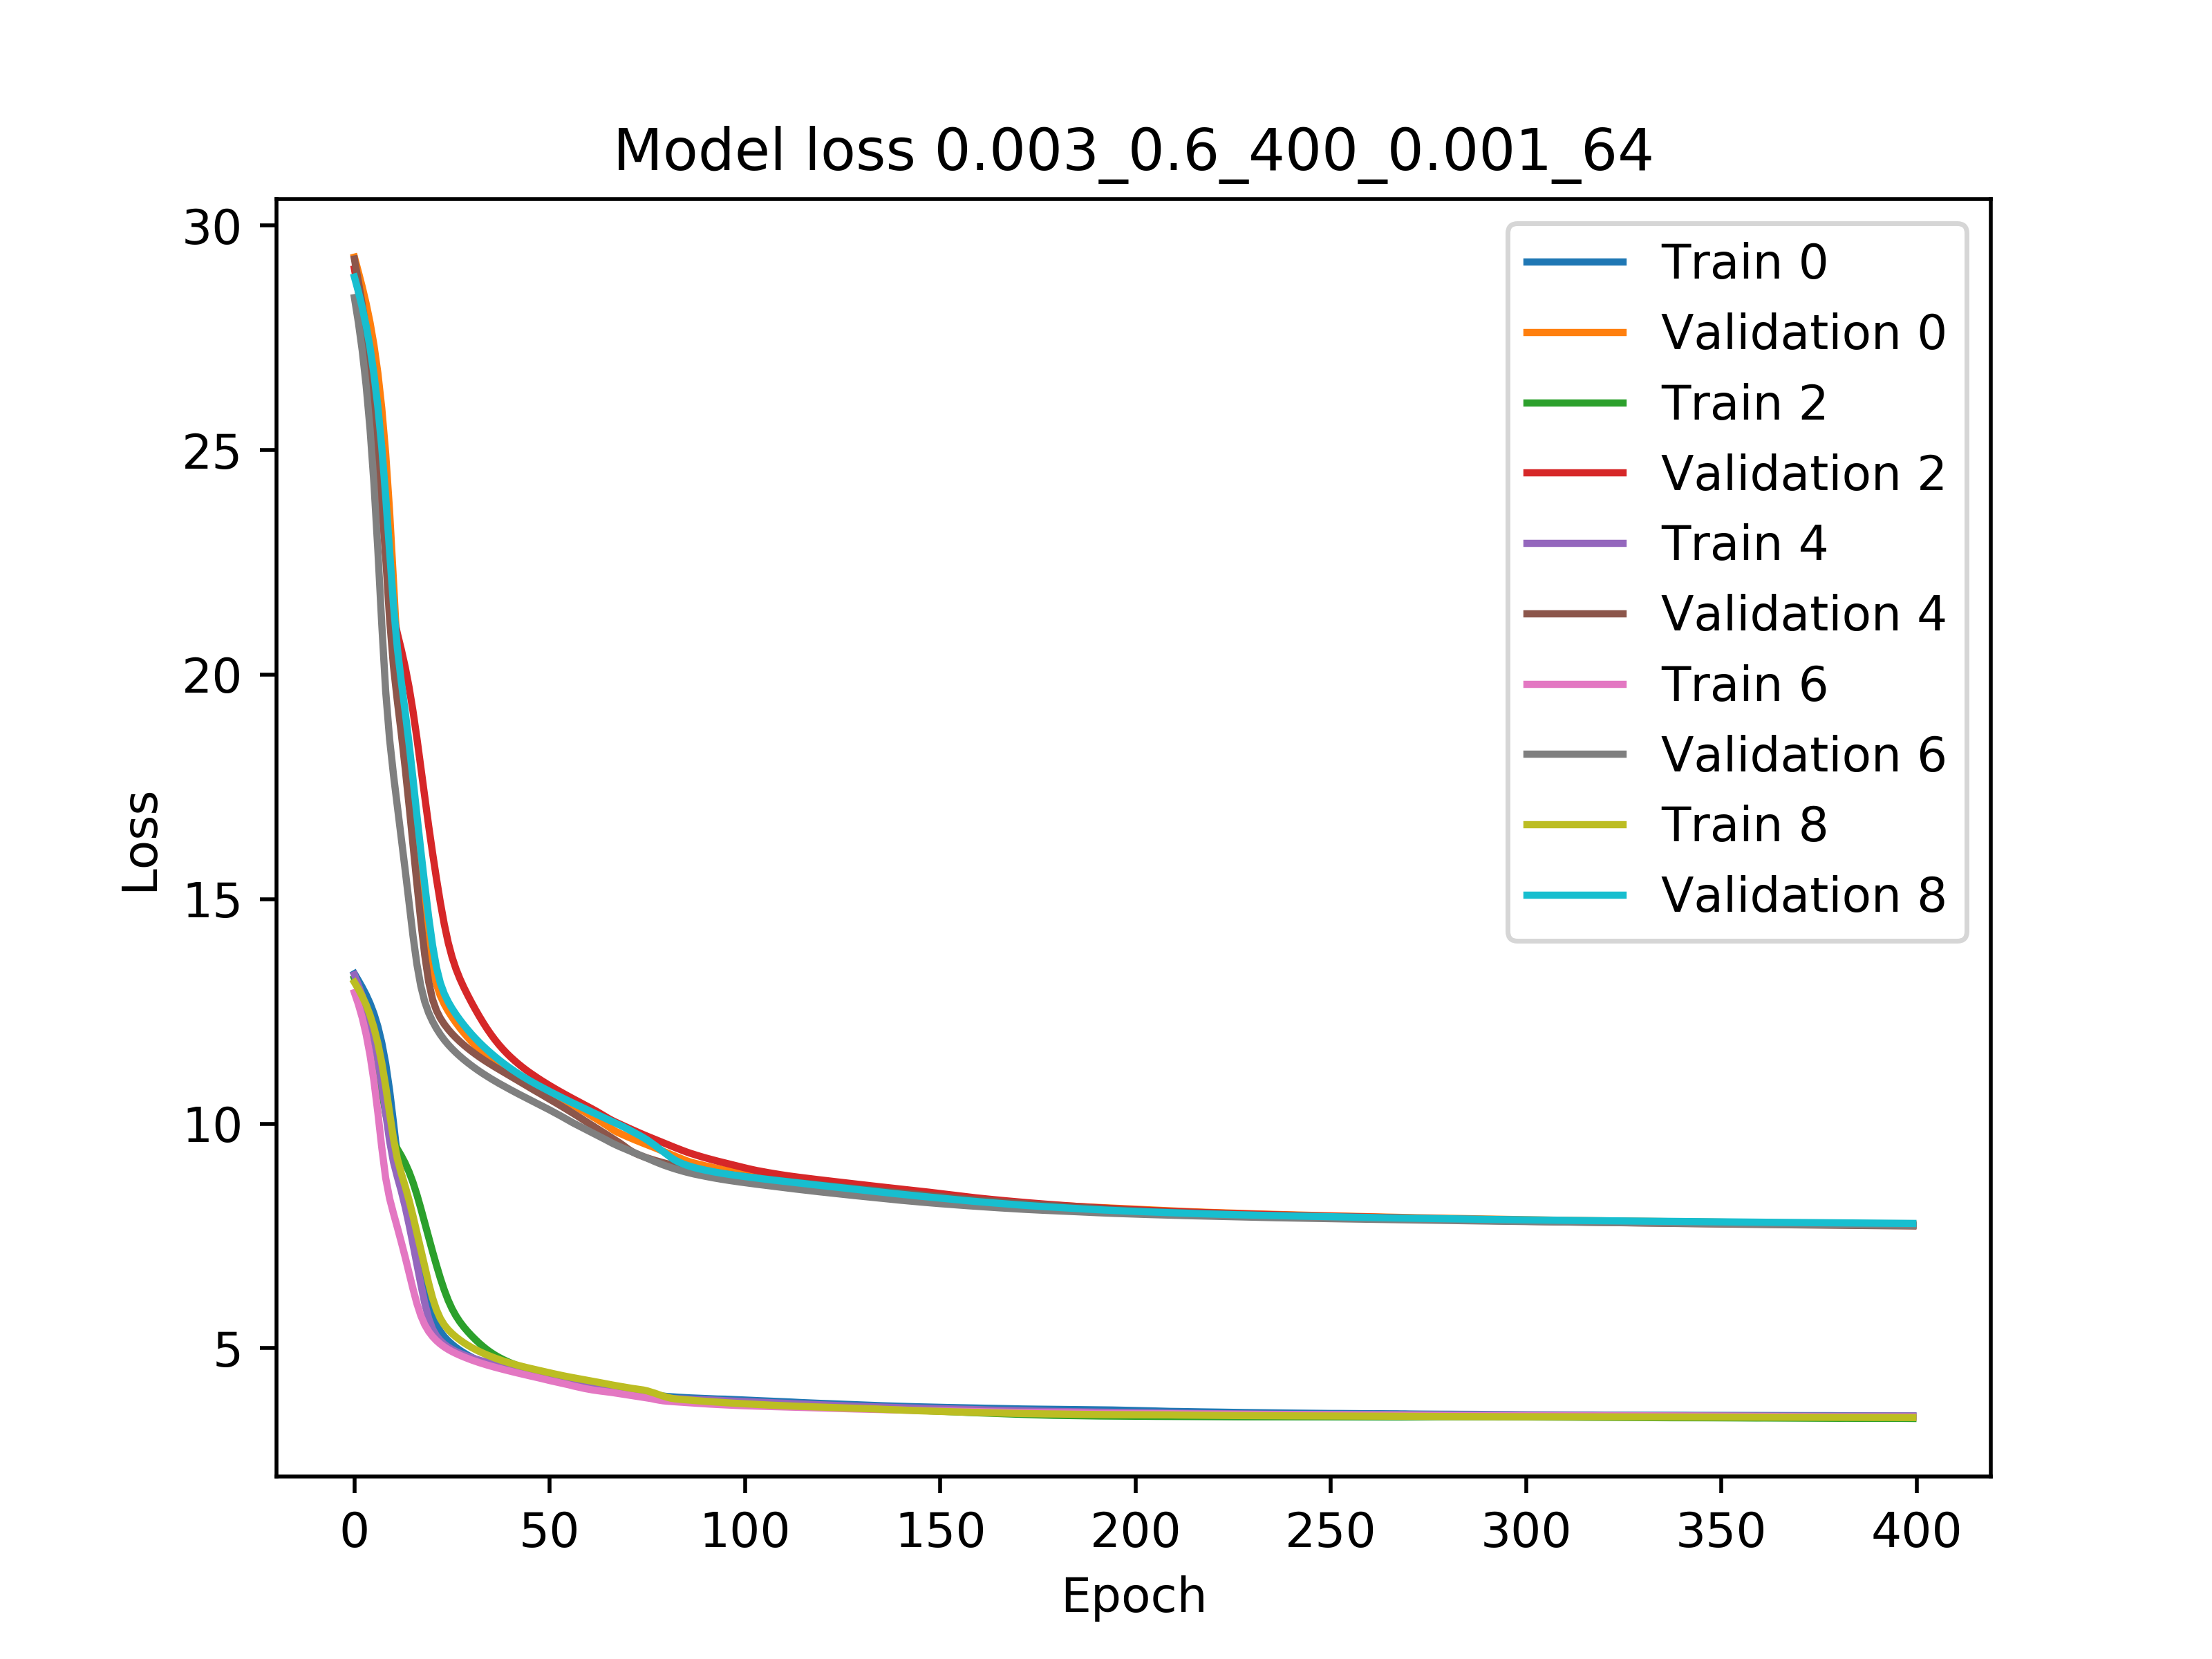 Model loss 0.003_0.6_400_0.001_64
30
25
20
15
10
5
Loss
Train 0
Validation 0
Train 2
Validation 2
Train 4
Validation 4
Train 6
Validation 6
Train 8
Validation 8
0 50 100 150 200 250 300 350 400
Epoch